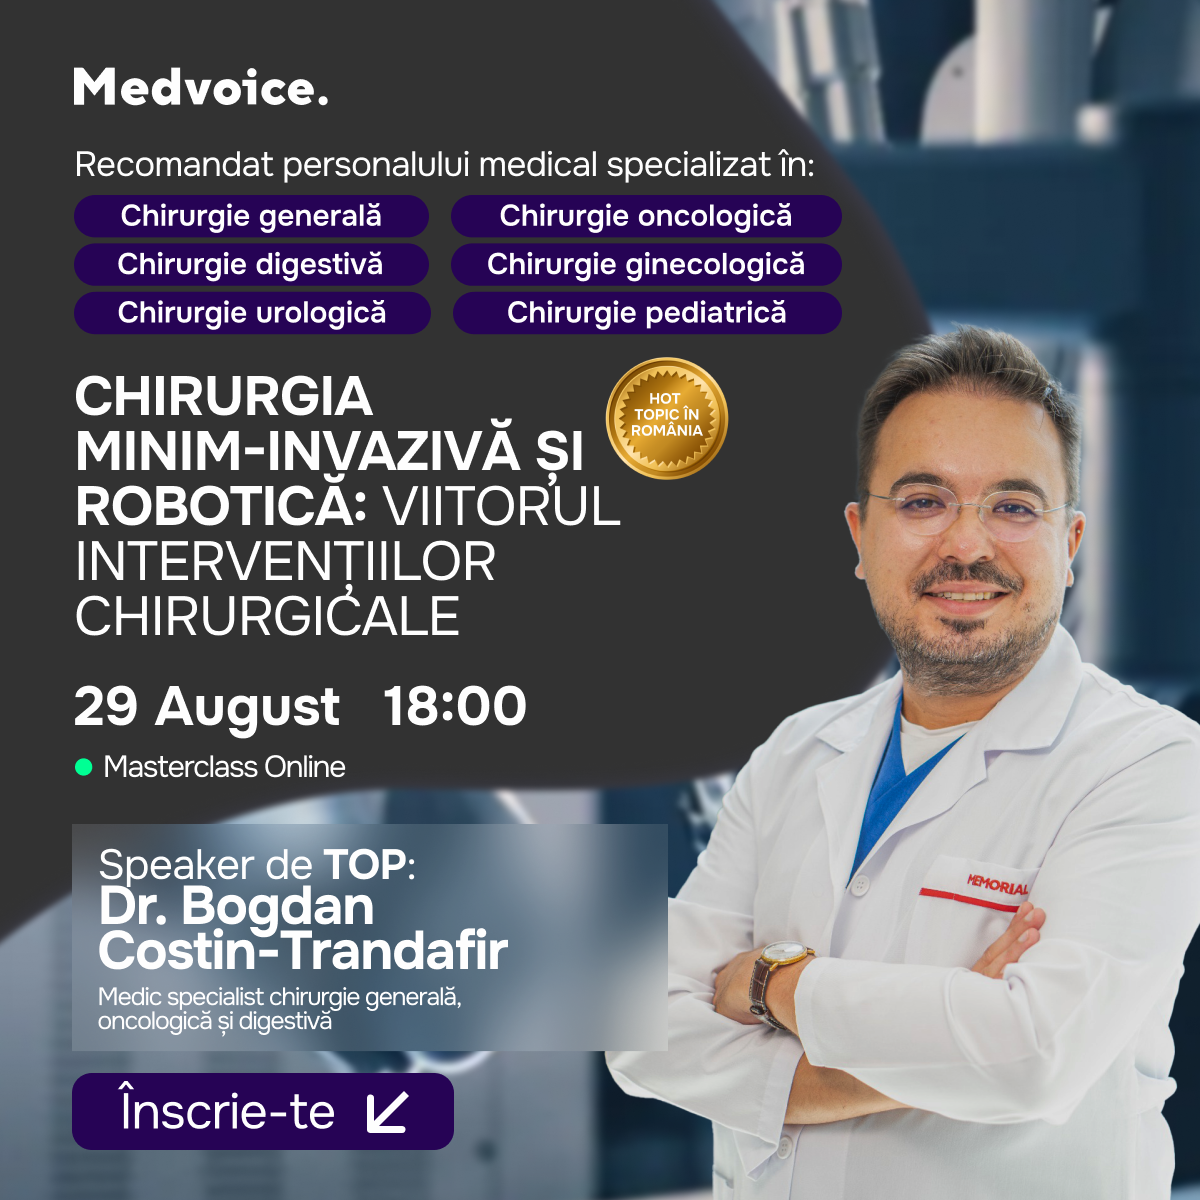 Medvoice.
Recomandat personalului medical specializat în:
Chirurgie generală
Chirurgie oncologică
Chirurgie digestivă
Chirurgie ginecologică
Chirurgie urologică
Chirurgie pediatrică
CHIRURGIA
MINIM-INVAZIVĂ ȘI
ROBOTICĂ: VIITORUL
INTERVENȚIILOR
CHIRURGICALE
HOT
TOPIC ÎN
ROMÂNIA
29 August 18:00
Masterclass Online
Speaker de TOP:
Dr. Bogdan
Costin-Trandafir
Medic specialist chirurgie generală,
oncologică și digestivă
MEMORIAL
Înscrie-te